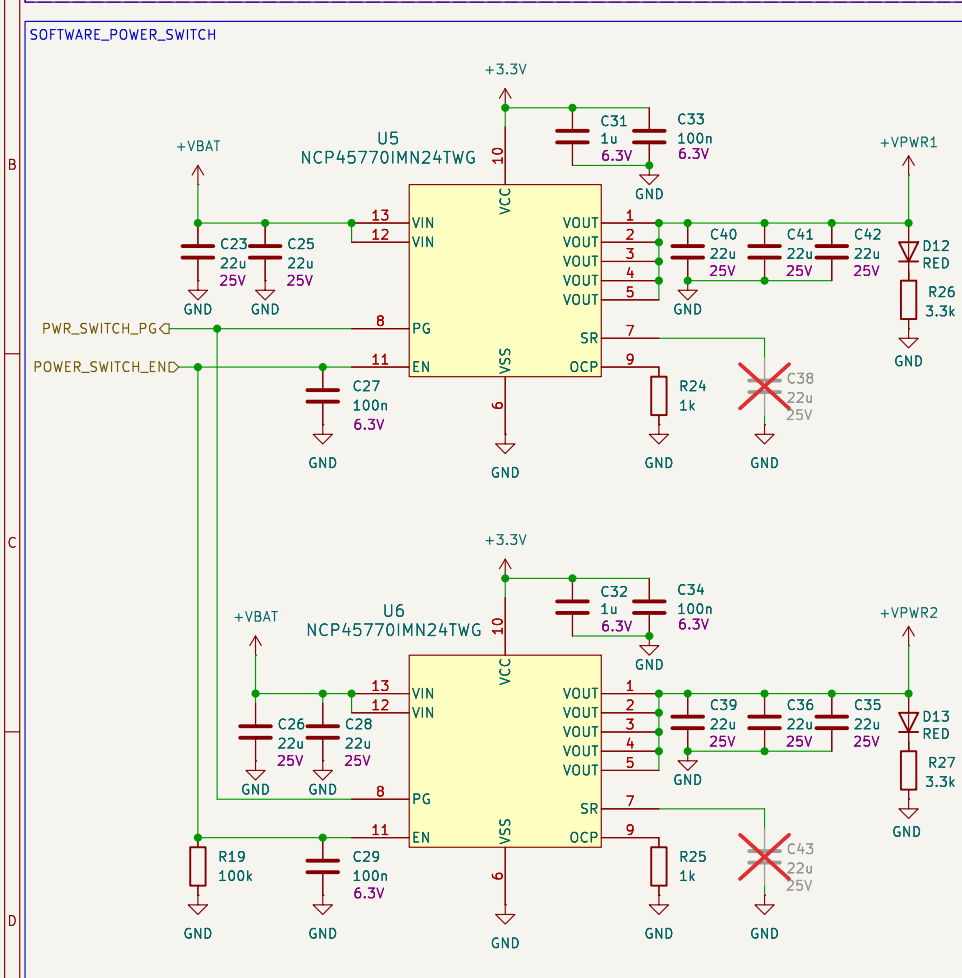 SOFTWARE_POWER_SWITCH
+3.3V
U5
NCP45770IMN24TWG
C31
1u
6.3V
C33
100n
6.3V
GND
+VBAT
+VPWR1
B
10
VCC
13
VIN
12
VIN
VOUT
1
VOUT
2
VOUT
3
VOUT
4
VOUT
5
C23
22u
25V
C25
22u
25V
GND
GND
C40
22u
25V
C41
22u
25V
C42
22u
25V
GND
D12
RED
R26
3.3k
GND
PWR_SWITCH_PG
8
PG
SR
7
POWER_SWITCH_EN
11
EN
VSS
OCP
9
6
C27
100n
6.3V
GND
GND
R24
1k
GND
C38
22u
25V
GND
C
+3.3V
U6
NCP45770IMN24TWG
C32
1u
6.3V
C34
100n
6.3V
GND
+VBAT
+VPWR2
10
VCC
13
VIN
12
VIN
VOUT
1
VOUT
2
VOUT
3
VOUT
4
VOUT
5
C26
22u
25V
C28
22u
25V
GND
GND
C39
22u
25V
C36
22u
25V
C35
22u
25V
GND
D13
RED
R27
3.3k
GND
8
PG
SR
7
11
EN
VSS
OCP
9
6
R19
100k
GND
C29
100n
6.3V
GND
GND
R25
1k
GND
C43
22u
25V
GND
D